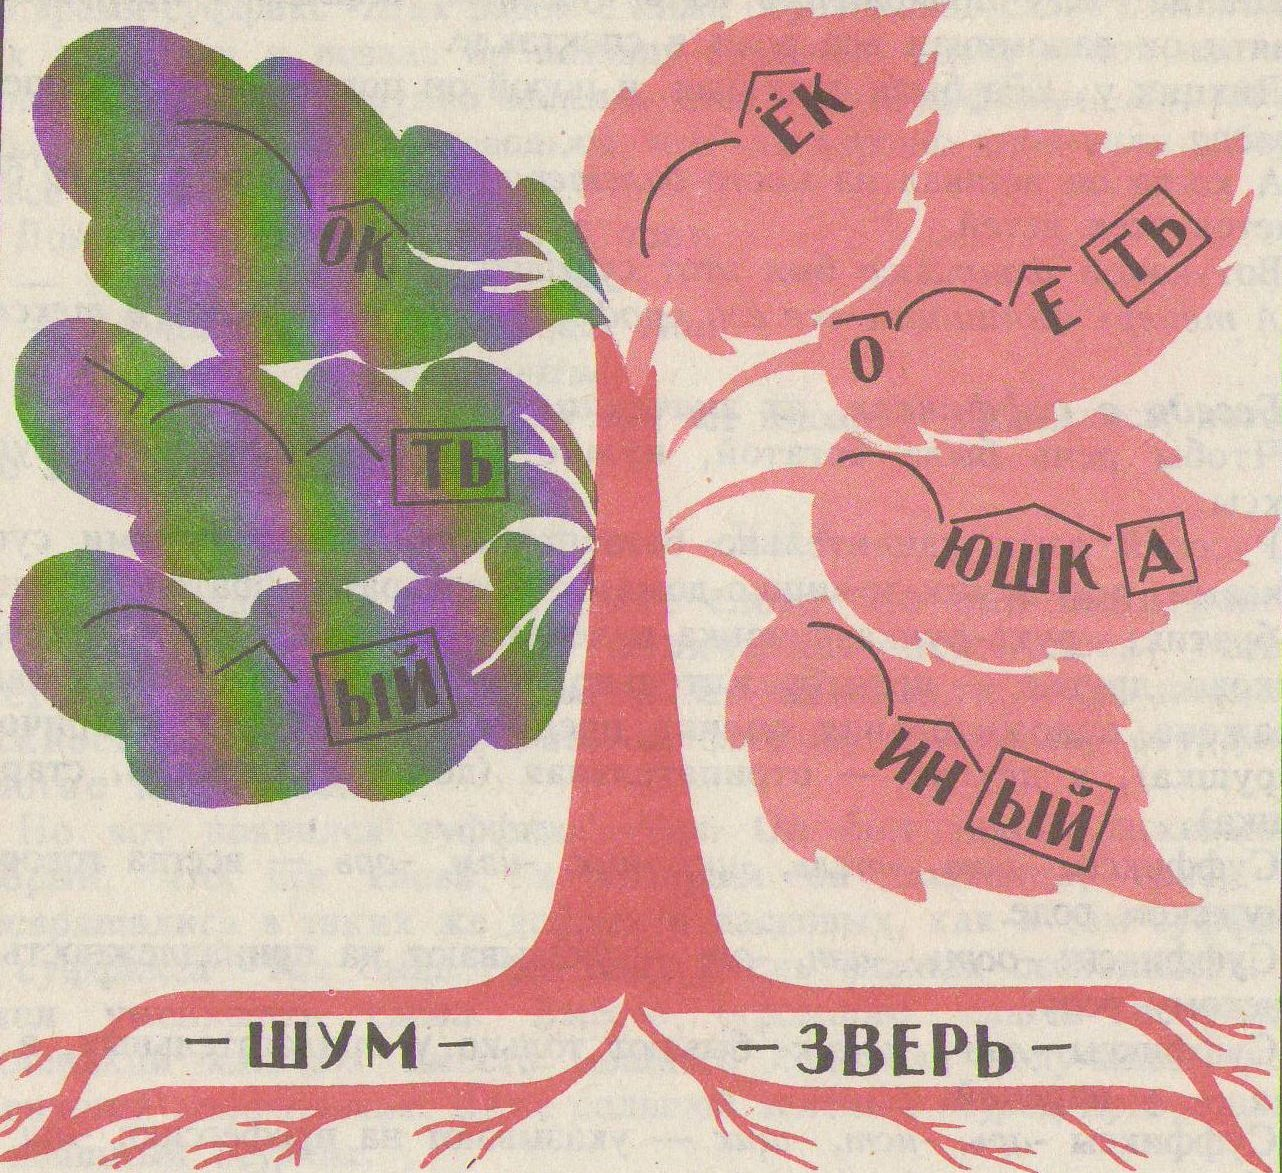 ОК
ТЬ
ЫЙ
ЁК
О Е ТЬ
ЮШК А
ИН ЫЙ
-ШУМ-
-ЗВЕРЬ-